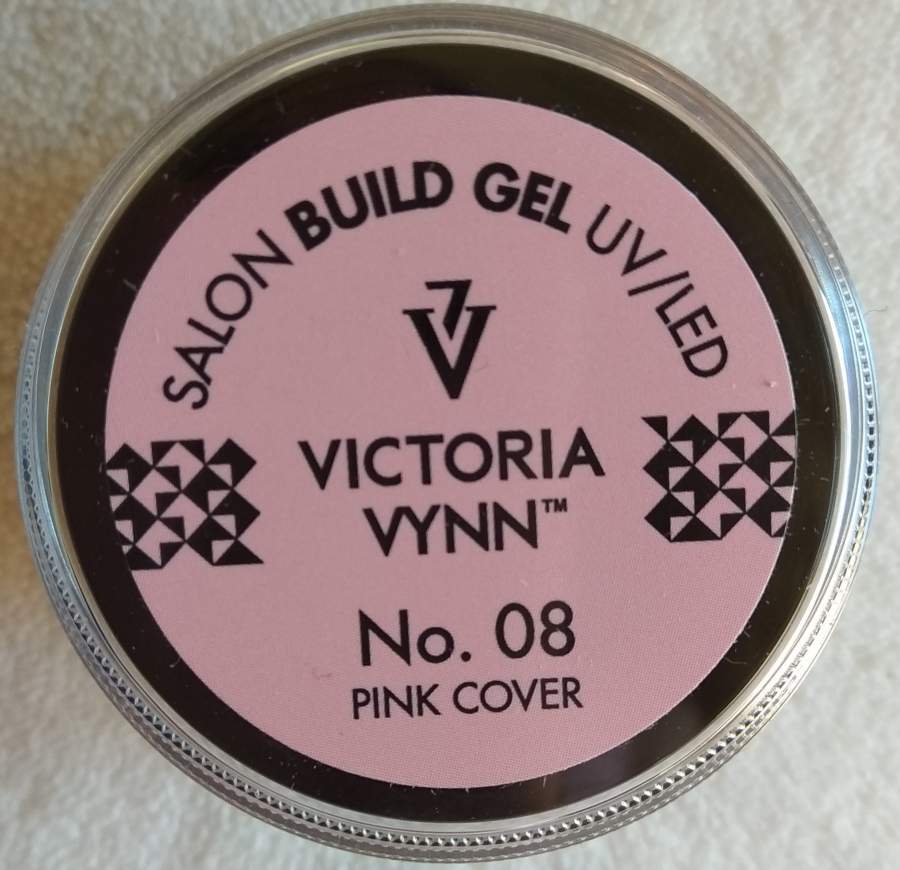 SALON BUILD GEL UV/LED
VICTORIA
VYNN™
No. 08
PINK COVER